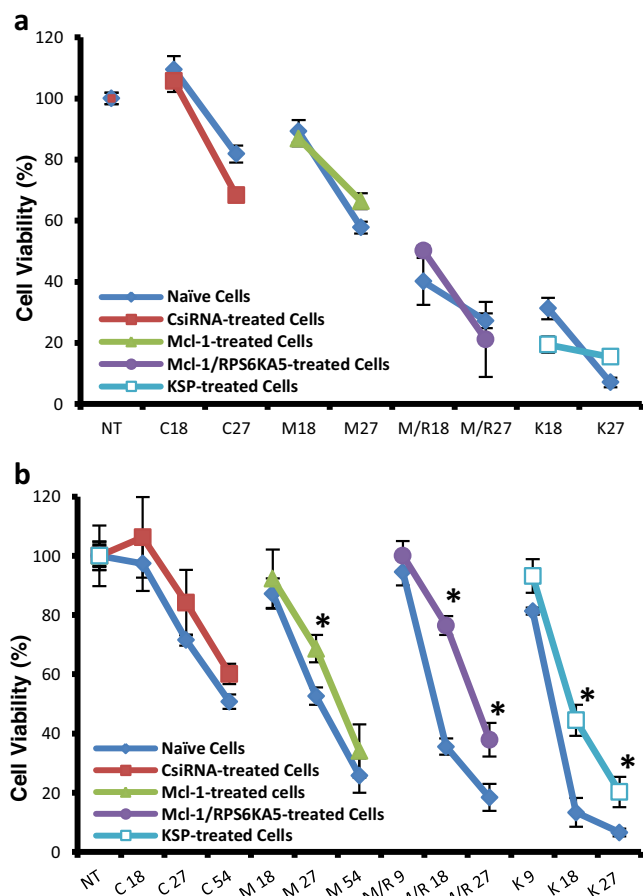 a
120
100
80
60
40
20
0
Cell Viability (%)
Naïve Cells
CsiRNA-treated Cells
Mcl-1-treated Cells
Mcl-1/RPS6KA5-treated Cells
KSP-treated Cells
NT C18 C27 M18 M27 M/R18 M/R27 K18 K27
b
120
100
80
60
40
20
0
Cell Viability (%)
* * * * *
Naïve Cells
CsiRNA-treated Cells
Mcl-1-treated cells
Mcl-1/RPS6KA5-treated Cells
KSP-treated Cells
NT C 18 C 27 C 54 M 18 M 27 M 54 M/R 9 M/R 18 M/R 27 K 9 K 18 K 27